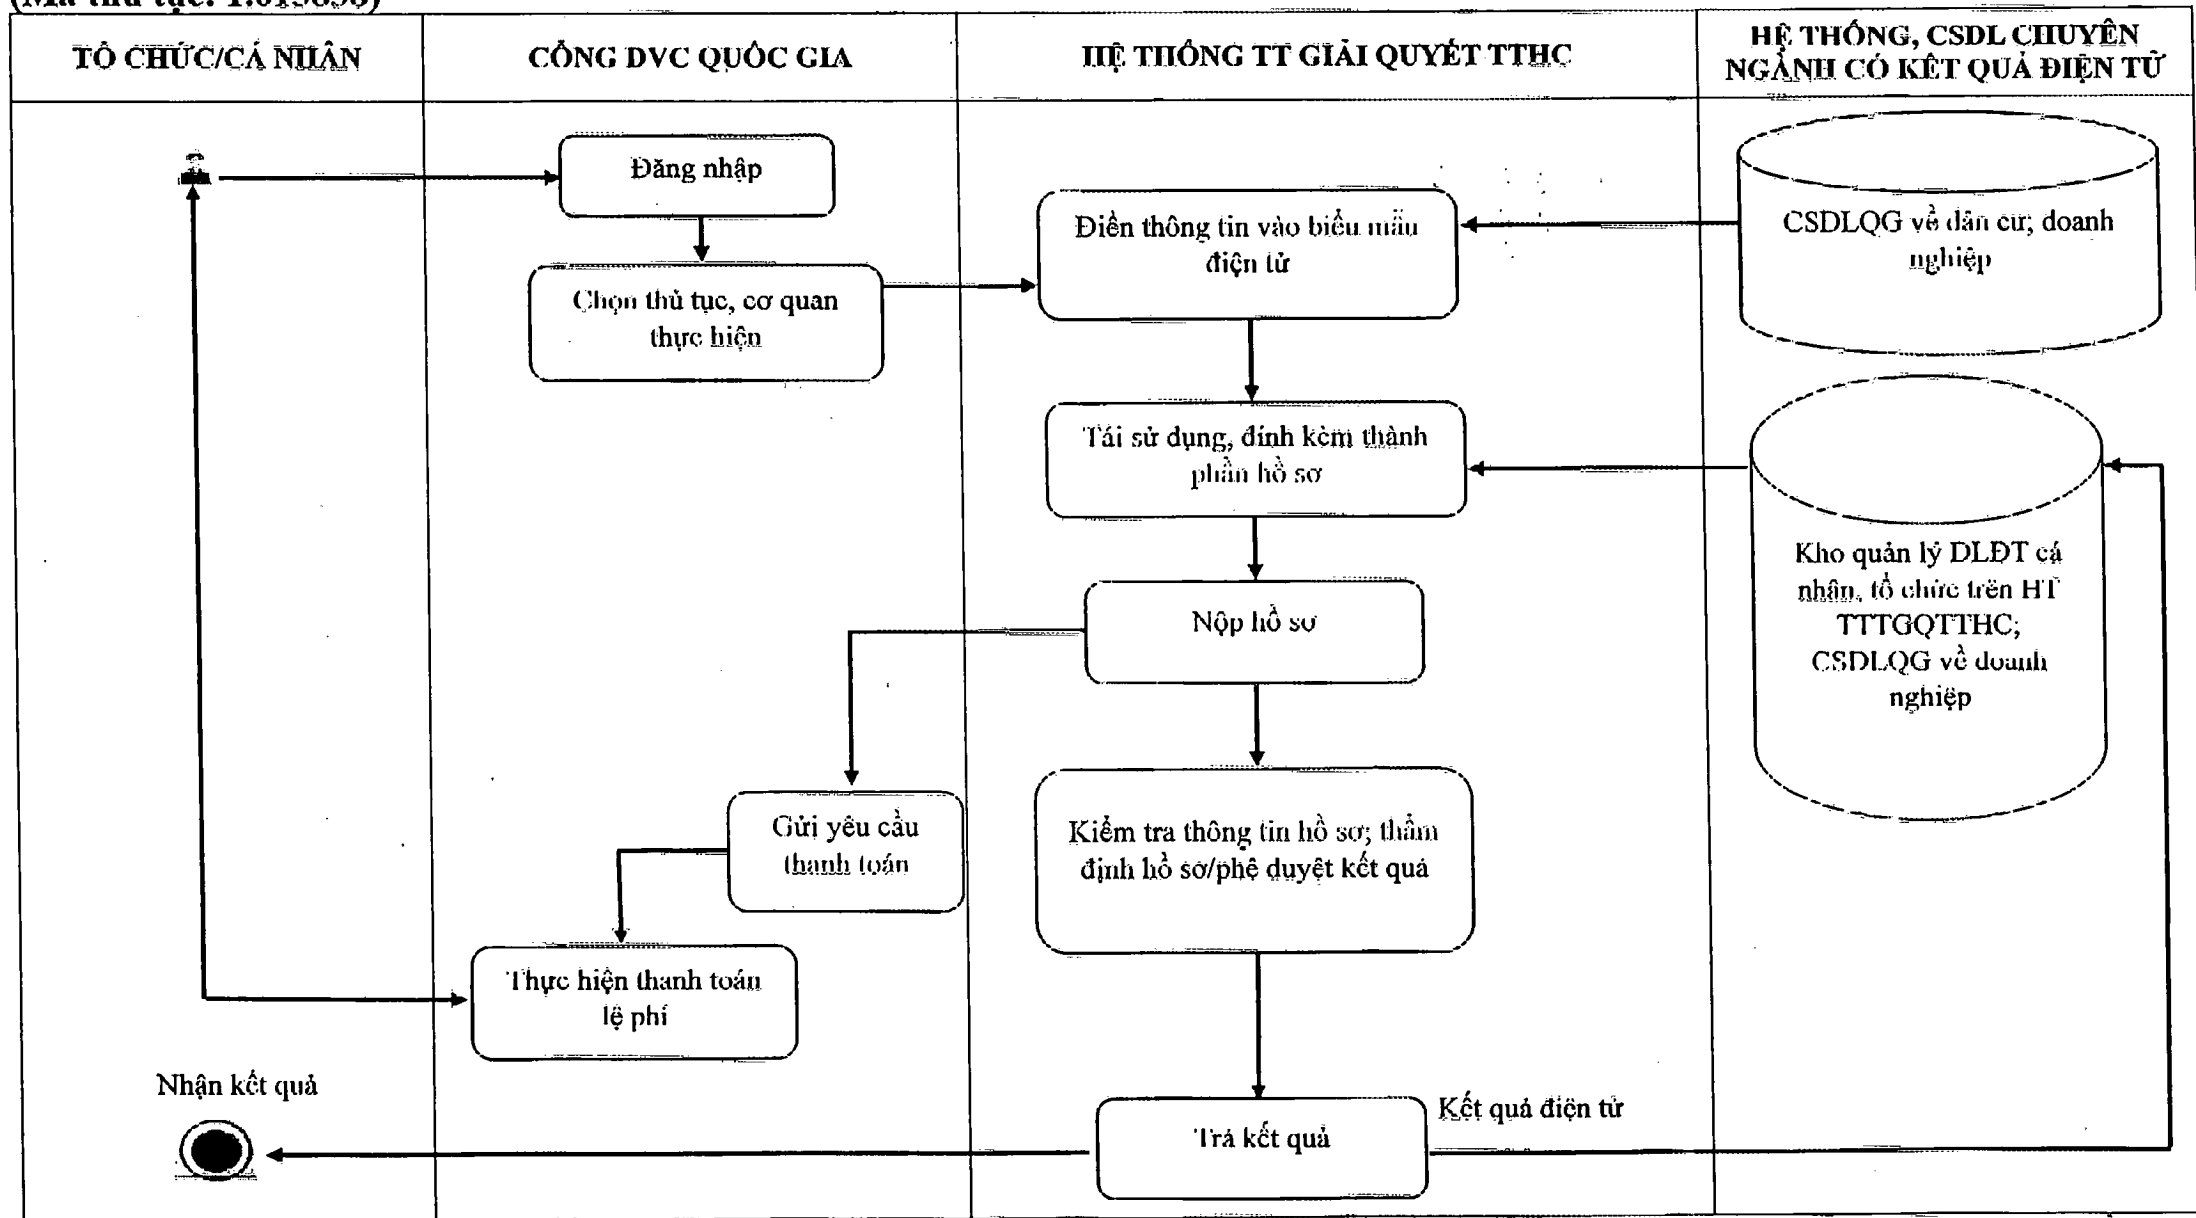 TỔ CHỨC/CÁ NHÂN
CỔNG DVC QUỐC GIA
HỆ THỐNG TT GIẢI QUYẾT TTHC
HỆ THỐNG, CSDL CHUYÊN
NGÀNH CÓ KẾT QUẢ ĐIỆN TỬ
Đăng nhập
Chọn thủ tục, cơ quan
thực hiện
Điền thông tin vào biểu mẫu
điện tử
CSDLQG về dân cư; doanh
nghiệp
Tái sử dụng, đính kèm thành
phần hồ sơ
Kho quản lý DLĐT cá
nhân, tổ chức trên HT
TTTGQTTHC;
CSDLQG về doanh
nghiệp
Nộp hồ sơ
Gửi yêu cầu
thanh toán
Kiểm tra thông tin hồ sơ; thẩm
định hồ sơ/phê duyệt kết quả
Thực hiện thanh toán
lệ phí
Nhận kết quả
Trả kết quả
Kết quả điện tử